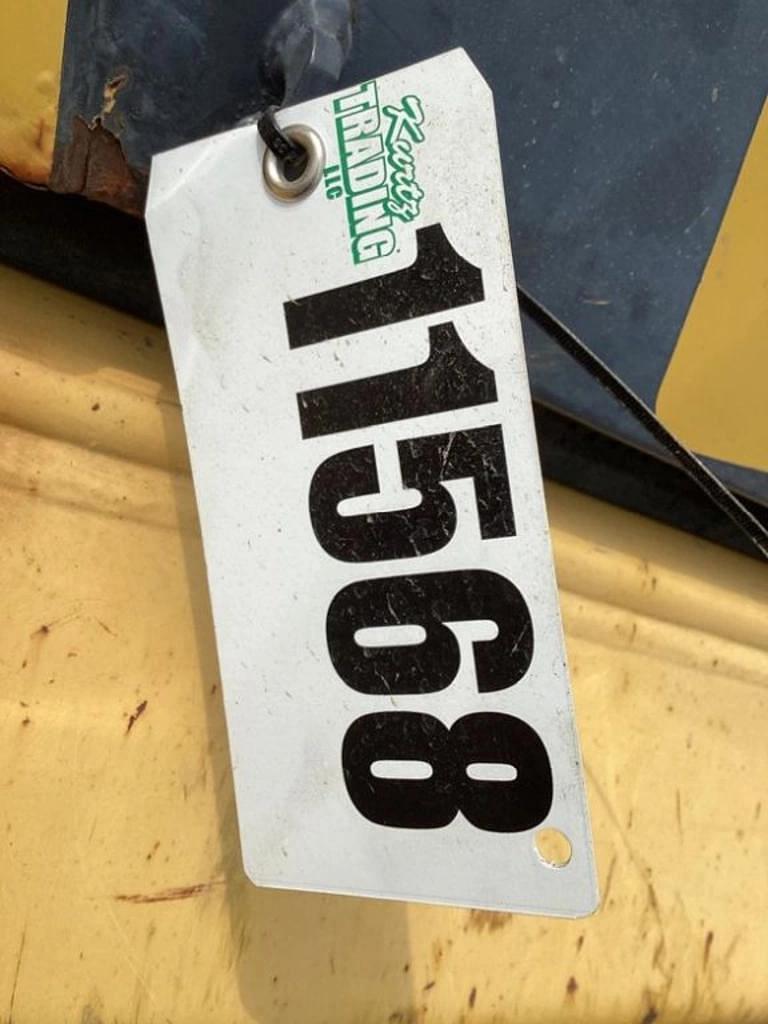 Kurtz
TRADING
LLC
11568